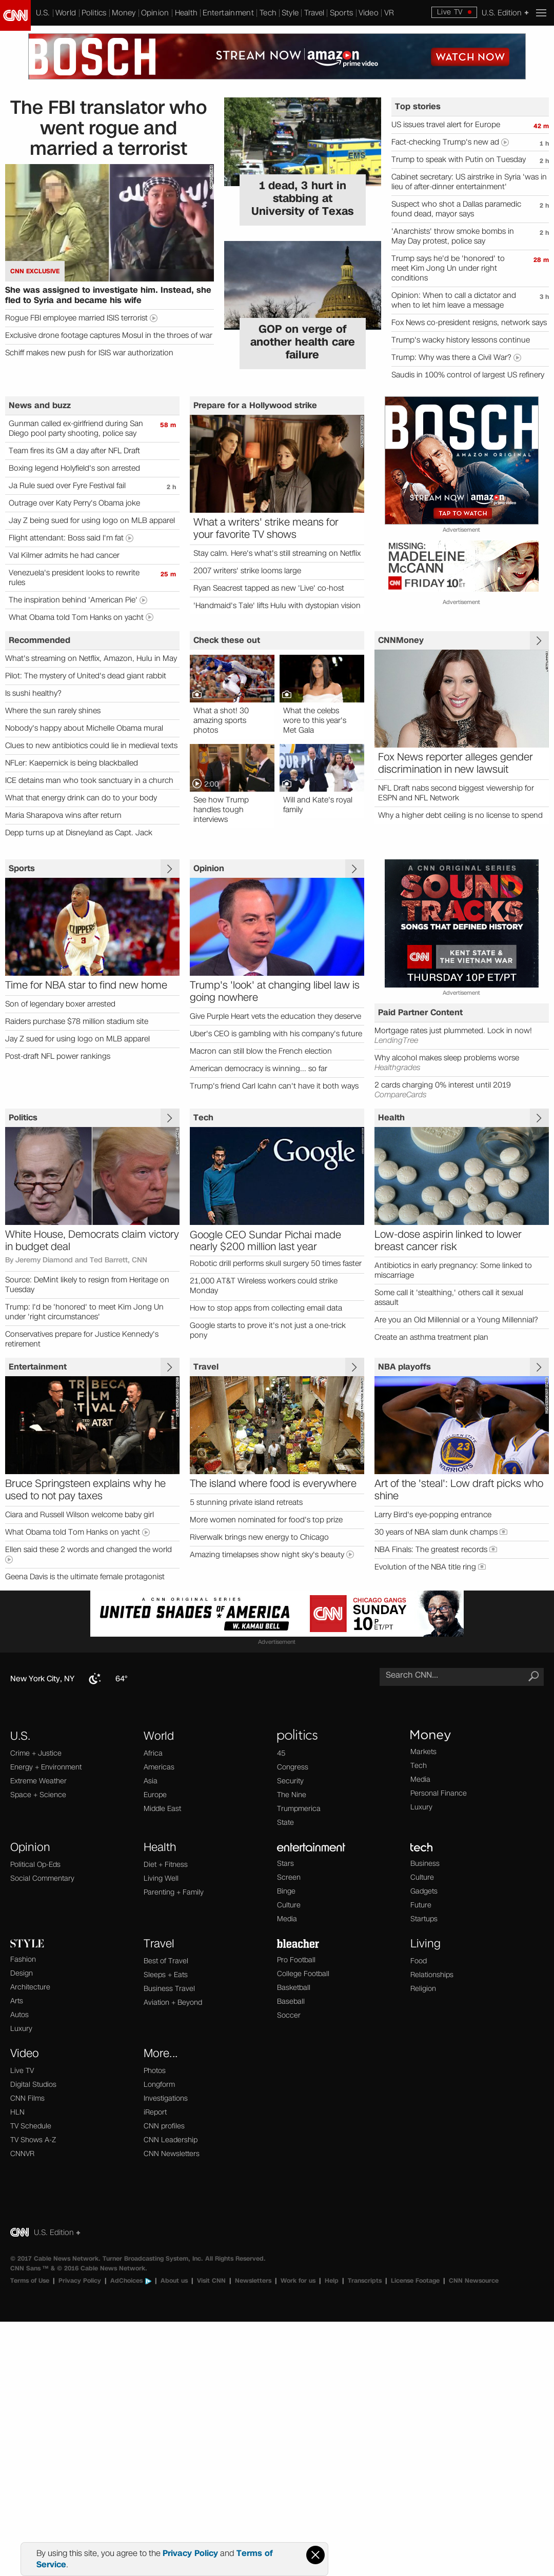 CNN U.S. World Politics Money Opinion Health Entertainment Tech Style Travel Sports Video VR Live TV U.S. Edition +
BOSCH STREAM NOW amazon prime video WATCH NOW
The FBI translator who
went rogue and
married a terrorist
CNN EXCLUSIVE
She was assigned to investigate him. Instead, she
fled to Syria and became his wife
Rogue FBI employee married ISIS terrorist
Exclusive drone footage captures Mosul in the throes of war
Schiff makes new push for ISIS war authorization
EMS
1 dead, 3 hurt in
stabbing at
University of Texas
GOP on verge of
another health care
failure
Top stories
US issues travel alert for Europe 42 m
Fact-checking Trump's new ad 1 h
Trump to speak with Putin on Tuesday 2 h
Cabinet secretary: US airstrike in Syria 'was in
lieu of after-dinner entertainment'
Suspect who shot a Dallas paramedic 2 h
found dead, mayor says
'Anarchists' throw smoke bombs in 2 h
May Day protest, police say
Trump says he'd be 'honored' to 28 m
meet Kim Jong Un under right
conditions
Opinion: When to call a dictator and 3 h
when to let him leave a message
Fox News co-president resigns, network says
Trump's wacky history lessons continue
Trump: Why was there a Civil War?
Saudis in 100% control of largest US refinery
News and buzz
Gunman called ex-girlfriend during San 58 m
Diego pool party shooting, police say
Team fires its GM a day after NFL Draft
Boxing legend Holyfield's son arrested
Ja Rule sued over Fyre Festival fail 2 h
Outrage over Katy Perry's Obama joke
Jay Z being sued for using logo on MLB apparel
Flight attendant: Boss said I'm fat
Val Kilmer admits he had cancer
Venezuela's president looks to rewrite 25 m
rules
The inspiration behind 'American Pie'
What Obama told Tom Hanks on yacht
Prepare for a Hollywood strike
What a writers' strike means for
your favorite TV shows
Stay calm. Here's what's still streaming on Netflix
2007 writers' strike looms large
Ryan Seacrest tapped as new 'Live' co-host
'Handmaid's Tale' lifts Hulu with dystopian vision
BOSCH
AMAZON ORIGINAL
STREAM NOW amazon prime video
TAP TO WATCH
Advertisement
MISSING:
MADELEINE
McCANN
CNN FRIDAY 10P ET
Advertisement
Recommended
What's streaming on Netflix, Amazon, Hulu in May
Pilot: The mystery of United's dead giant rabbit
Is sushi healthy?
Where the sun rarely shines
Nobody's happy about Michelle Obama mural
Clues to new antibiotics could lie in medieval texts
NFLer: Kaepernick is being blackballed
ICE detains man who took sanctuary in a church
What that energy drink can do to your body
Maria Sharapova wins after return
Depp turns up at Disneyland as Capt. Jack
Check these out
What a shot! 30
amazing sports
photos
What the celebs
wore to this year's
Met Gala
2:00
See how Trump
handles tough
interviews
Will and Kate's royal
family
CNNMoney
Fox News reporter alleges gender
discrimination in new lawsuit
NFL Draft nabs second biggest viewership for
ESPN and NFL Network
Why a higher debt ceiling is no license to spend
Sports
CLIPPERS
3
Time for NBA star to find new home
Son of legendary boxer arrested
Raiders purchase $78 million stadium site
Jay Z sued for using logo on MLB apparel
Post-draft NFL power rankings
Opinion
Trump's 'look' at changing libel law is
going nowhere
Give Purple Heart vets the education they deserve
Uber's CEO is gambling with his company's future
Macron can still blow the French election
American democracy is winning... so far
Trump's friend Carl Icahn can't have it both ways
A CNN ORIGINAL SERIES
SOUND
TRACKS
SONGS THAT DEFINED HISTORY
CNN KENT STATE &
THE VIETNAM WAR
THURSDAY 10P ET/PT
Advertisement
Paid Partner Content
Mortgage rates just plummeted. Lock in now!
LendingTree
Why alcohol makes sleep problems worse
Healthgrades
2 cards charging 0% interest until 2019
CompareCards
Politics
White House, Democrats claim victory
in budget deal
By Jeremy Diamond and Ted Barrett, CNN
Source: DeMint likely to resign from Heritage on
Tuesday
Trump: I'd be 'honored' to meet Kim Jong Un
under 'right circumstances'
Conservatives prepare for Justice Kennedy's
retirement
Tech
Google
Google CEO Sundar Pichai made
nearly $200 million last year
Robotic drill performs skull surgery 50 times faster
21,000 AT&T Wireless workers could strike
Monday
How to stop apps from collecting email data
Google starts to prove it's not just a one-trick
pony
Health
Low-dose aspirin linked to lower
breast cancer risk
Antibiotics in early pregnancy: Some linked to
miscarriage
Some call it 'stealthing,' others call it sexual
assault
Are you an Old Millennial or a Young Millennial?
Create an asthma treatment plan
Entertainment
TRIBECA
FILM
FESTIVAL
AT&T
Bruce Springsteen explains why he
used to not pay taxes
Ciara and Russell Wilson welcome baby girl
What Obama told Tom Hanks on yacht
Ellen said these 2 words and changed the world
Geena Davis is the ultimate female protagonist
Travel
The island where food is everywhere
5 stunning private island retreats
More women nominated for food's top prize
Riverwalk brings new energy to Chicago
Amazing timelapses show night sky's beauty
NBA playoffs
23
WARRIORS
Art of the 'steal': Low draft picks who
shine
Larry Bird's eye-popping entrance
30 years of NBA slam dunk champs
NBA Finals: The greatest records
Evolution of the NBA title ring
A CNN ORIGINAL SERIES
UNITED SHADES OF AMERICA
W. KAMAU BELL
CNN CHICAGO GANGS
SUNDAY
10P ET/PT
Advertisement
New York City, NY 64°
Search CNN...
U.S.
Crime + Justice
Energy + Environment
Extreme Weather
Space + Science
World
Africa
Americas
Asia
Europe
Middle East
politics
45
Congress
Security
The Nine
Trumpmerica
State
Money
Markets
Tech
Media
Personal Finance
Luxury
Opinion
Political Op-Eds
Social Commentary
Health
Diet + Fitness
Living Well
Parenting + Family
entertainment
Stars
Screen
Binge
Culture
Media
tech
Business
Culture
Gadgets
Future
Startups
STYLE
Fashion
Design
Architecture
Arts
Autos
Luxury
Travel
Best of Travel
Sleeps + Eats
Business Travel
Aviation + Beyond
bleacher
Pro Football
College Football
Basketball
Baseball
Soccer
Living
Food
Relationships
Religion
Video
Live TV
Digital Studios
CNN Films
HLN
TV Schedule
TV Shows A-Z
CNNVR
More...
Photos
Longform
Investigations
iReport
CNN profiles
CNN Leadership
CNN Newsletters
CNN U.S. Edition +
© 2017 Cable News Network. Turner Broadcasting System, Inc. All Rights Reserved.
CNN Sans ™ & © 2016 Cable News Network.
Terms of Use | Privacy Policy | AdChoices | About us | Visit CNN | Newsletters | Work for us | Help | Transcripts | License Footage | CNN Newsource
By using this site, you agree to the Privacy Policy and Terms of
Service.